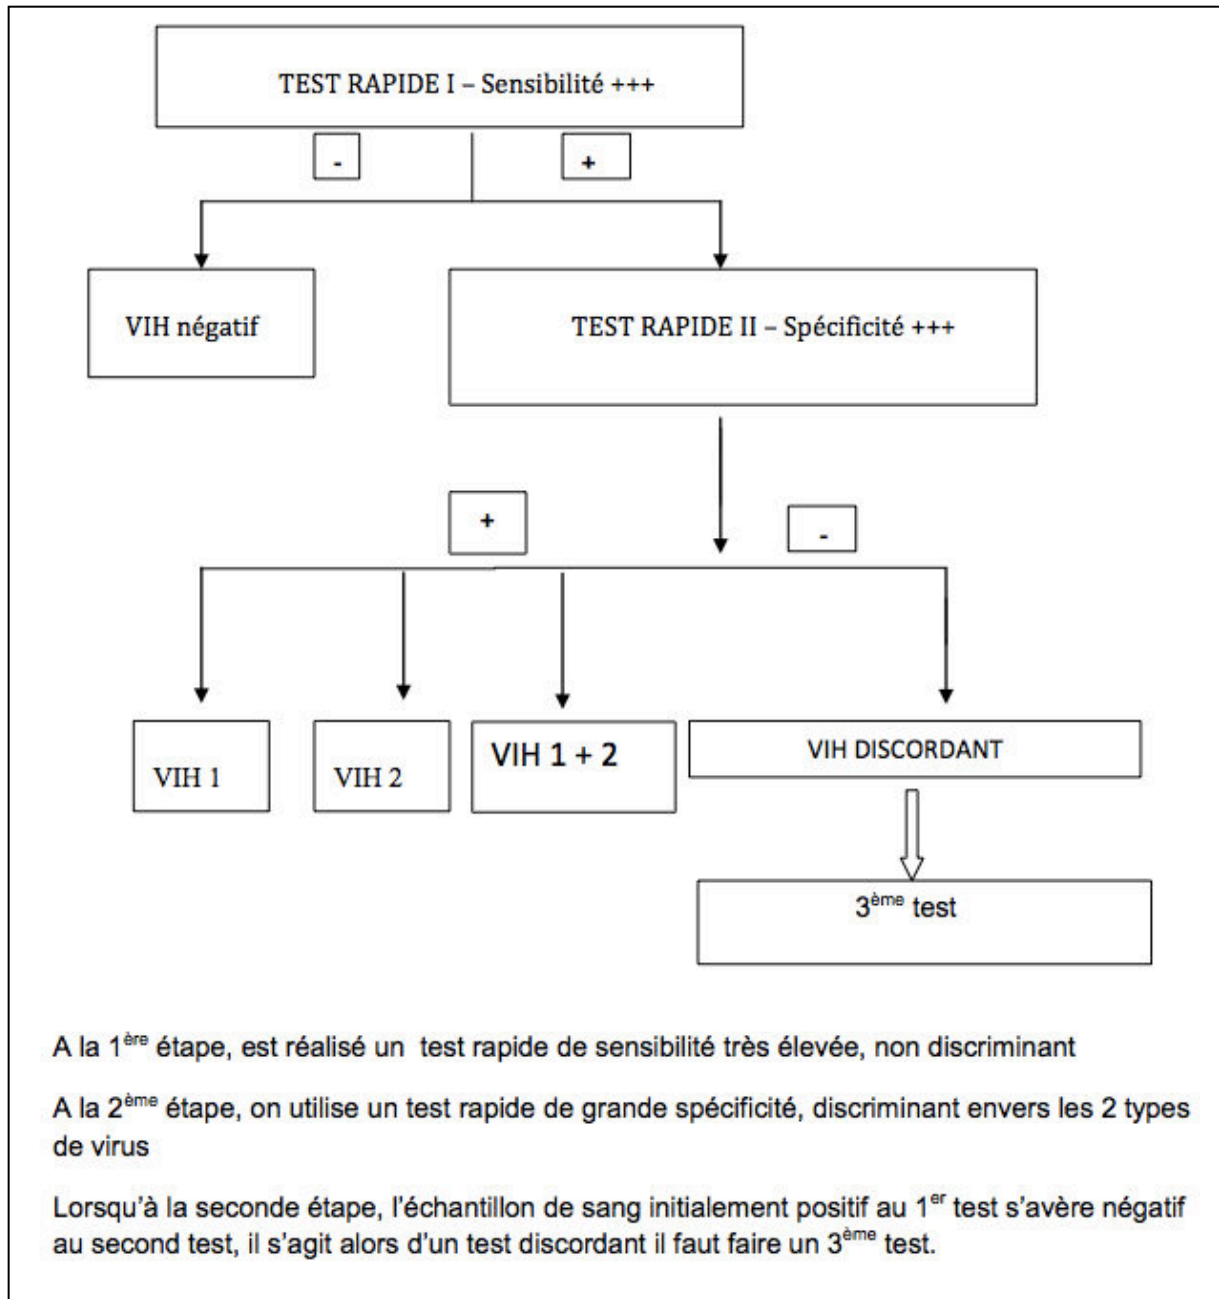 TEST RAPIDE I – Sensibilité +++
-
+
VIH négatif
TEST RAPIDE II – Spécificité +++
+
-
VIH 1
VIH 2
VIH 1 + 2
VIH DISCORDANT
3ème test
A la 1ère étape, est réalisé un test rapide de sensibilité très élevée, non discriminant
A la 2ème étape, on utilise un test rapide de grande spécificité, discriminant envers les 2 types
de virus
Lorsqu'à la seconde étape, l'échantillon de sang initialement positif au 1er test s'avère négatif
au second test, il s'agit alors d'un test discordant il faut faire un 3ème test.